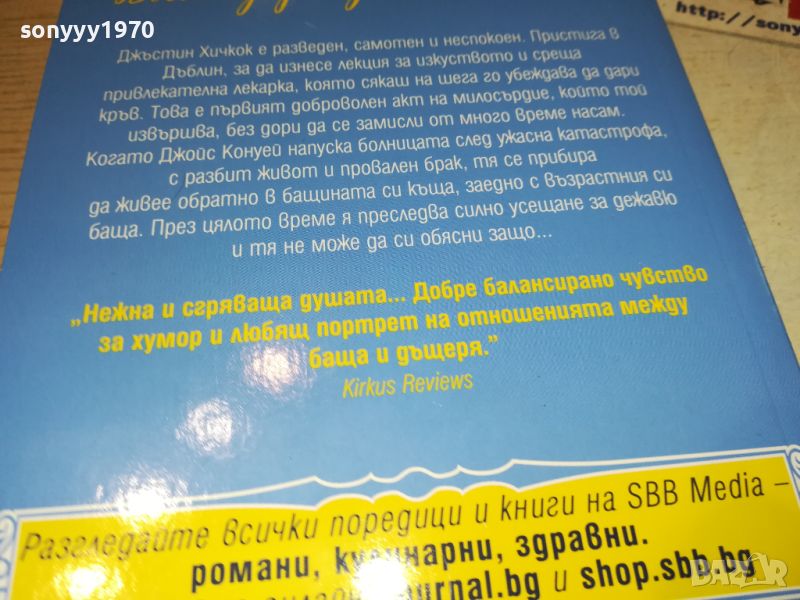 sonyyy1970
http://sony
Джъстин Хичкок е разведен, самотен и неспокоен. Пристига в
Дъблин, за да изнесе лекция за изкуството и среща
привлекателна лекарка, която сякаш на шега го убеждава да дари
кръв. Това е първият доброволен акт на милосърдие, който той
извършва, без дори да се замисли от много време насам.
Когато Джойс Конуей напуска болницата след ужасна катастрофа,
с разбит живот и провален брак, тя се прибира
да живее обратно в бащината си къща, заедно с възрастния си
баща. През цялото време я преследва силно усещане за дежавю
и тя не може да си обясни защо...
„Нежна и сгряваща душата... Добре балансирано чувство
за хумор и любящ портрет на отношенията между
баща и дъщеря."
Kirkus Reviews
Разгледайте всички поредици и книги на SBB Media –
романи, кулинарни, здравни.
urnal.bg и shop.sbb.bg
BAZAR